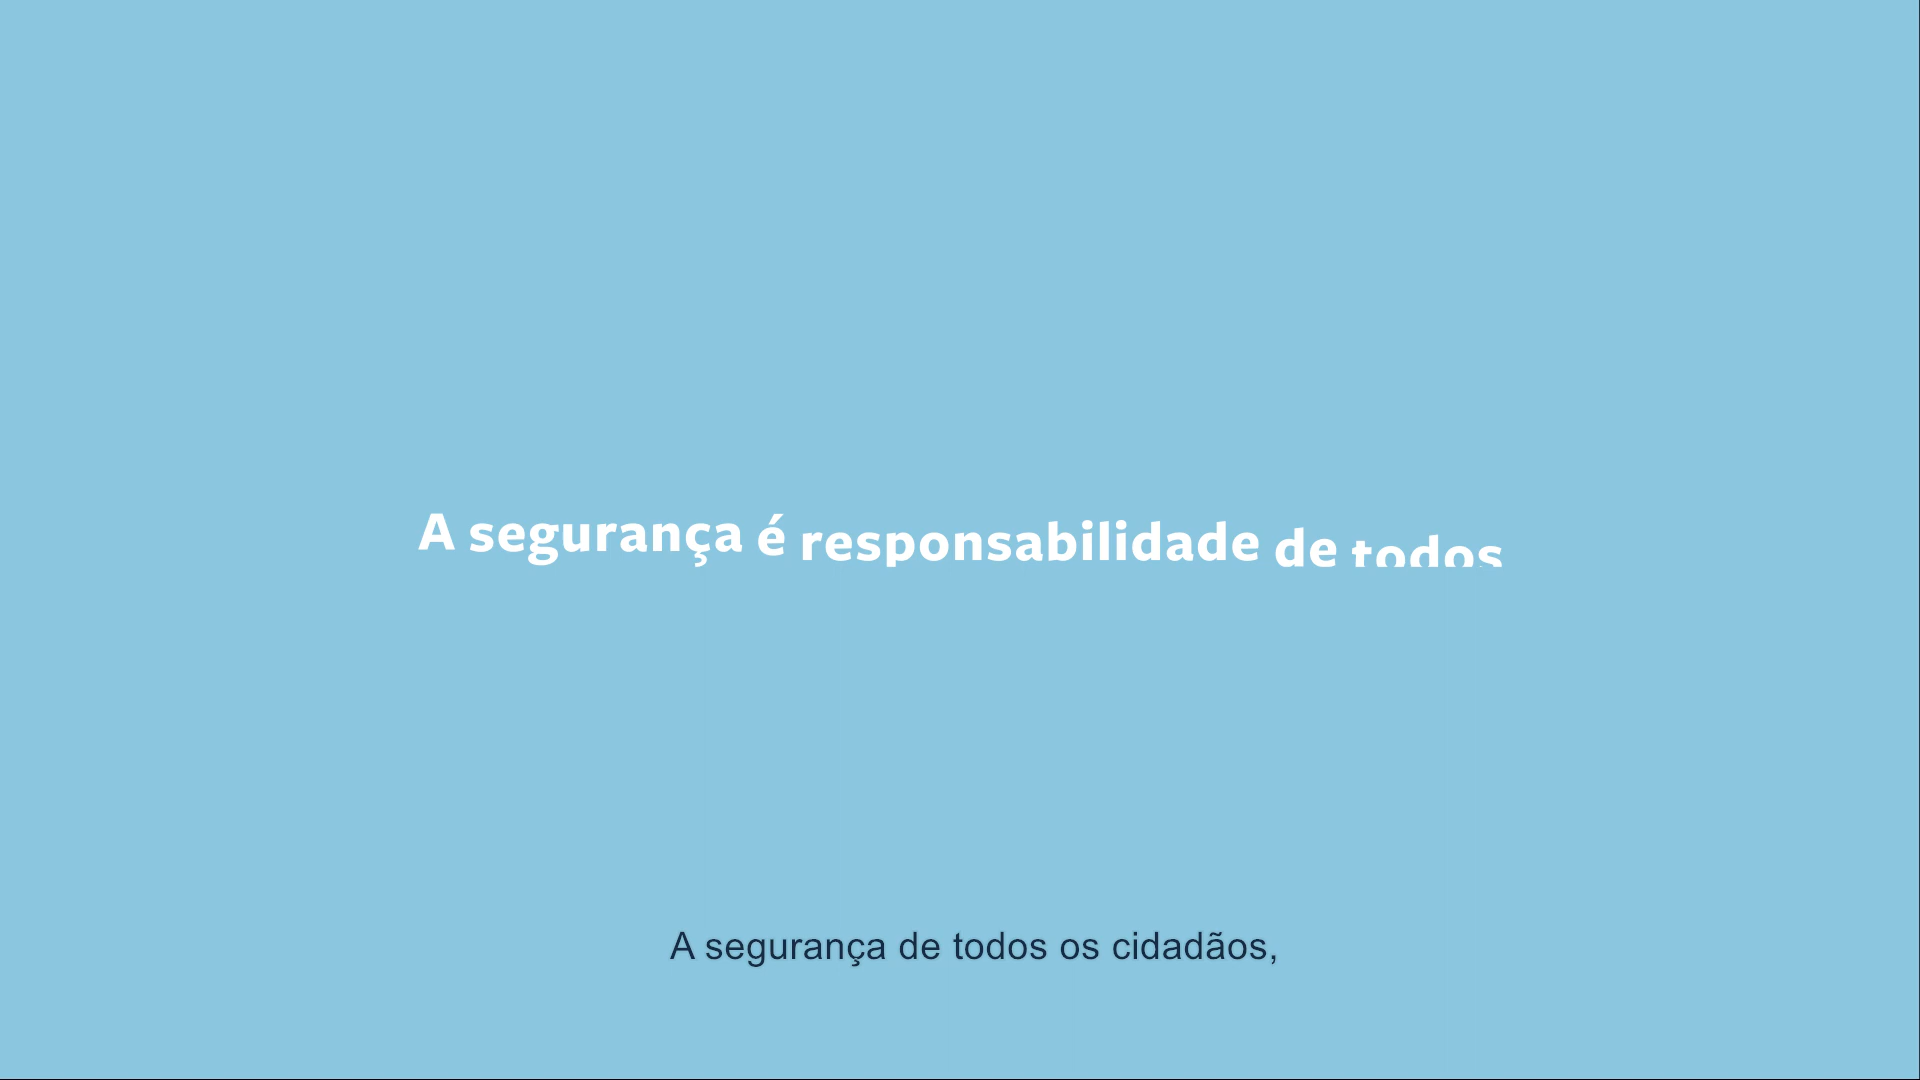 A segurança é responsabilidade de todos
A segurança de todos os cidadãos,